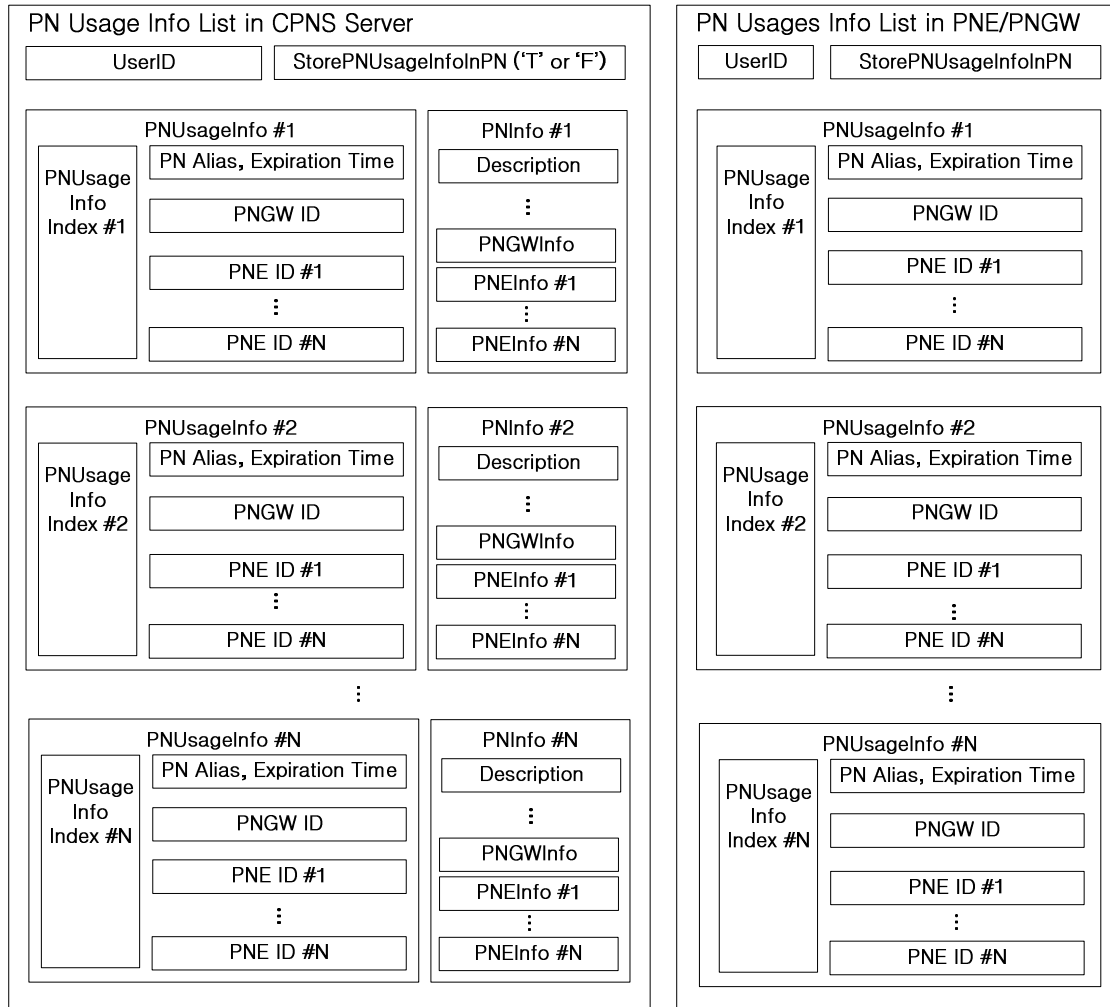 PN Usage Info List in CPNS Server
UserID
StorePNUsageInfoInPN ('T' or 'F')
PNUsageInfo #1
PNUsage
Info
Index #1
PN Alias, Expiration Time
PNGW ID
PNE ID #1
PNE ID #N
PNInfo #1
Description
PNGWInfo
PNEInfo #1
PNEInfo #N
PNUsageInfo #2
PNUsage
Info
Index #2
PN Alias, Expiration Time
PNGW ID
PNE ID #1
PNE ID #N
PNInfo #2
Description
PNGWInfo
PNEInfo #1
PNEInfo #N
PNUsageInfo #N
PNUsage
Info
Index #N
PN Alias, Expiration Time
PNGW ID
PNE ID #1
PNE ID #N
PNInfo #N
Description
PNGWInfo
PNEInfo #1
PNEInfo #N
PN Usages Info List in PNE/PNGW
UserID
StorePNUsageInfoInPN
PNUsageInfo #1
PNUsage
Info
Index #1
PN Alias, Expiration Time
PNGW ID
PNE ID #1
PNE ID #N
PNUsageInfo #2
PNUsage
Info
Index #2
PN Alias, Expiration Time
PNGW ID
PNE ID #1
PNE ID #N
PNUsageInfo #N
PNUsage
Info
Index #N
PN Alias, Expiration Time
PNGW ID
PNE ID #1
PNE ID #N